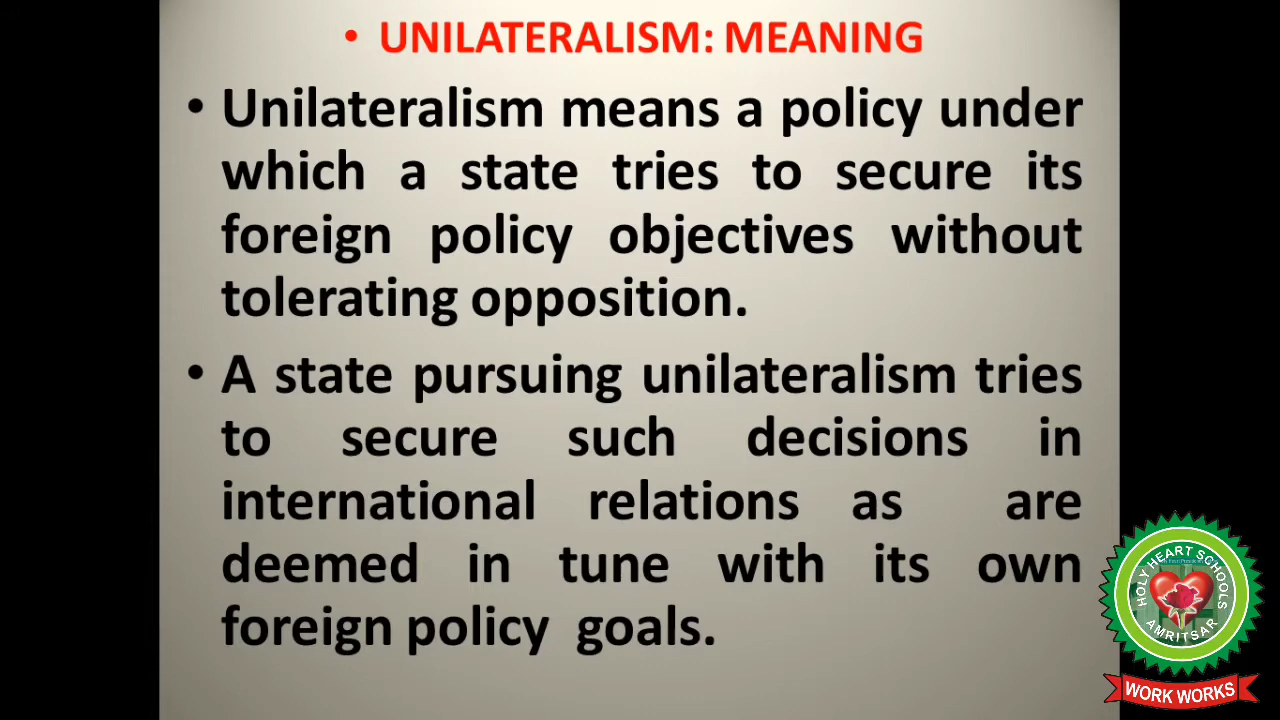 • UNILATERALISM: MEANING
• Unilateralism means a policy under
which a state tries to secure its
foreign policy objectives without
tolerating opposition.
• A state pursuing unilateralism tries
to secure such decisions in
international relations as are
deemed in tune with its own
foreign policy goals.
HOLY HEART SCHOOLS
AMRITSAR
WORK WORKS